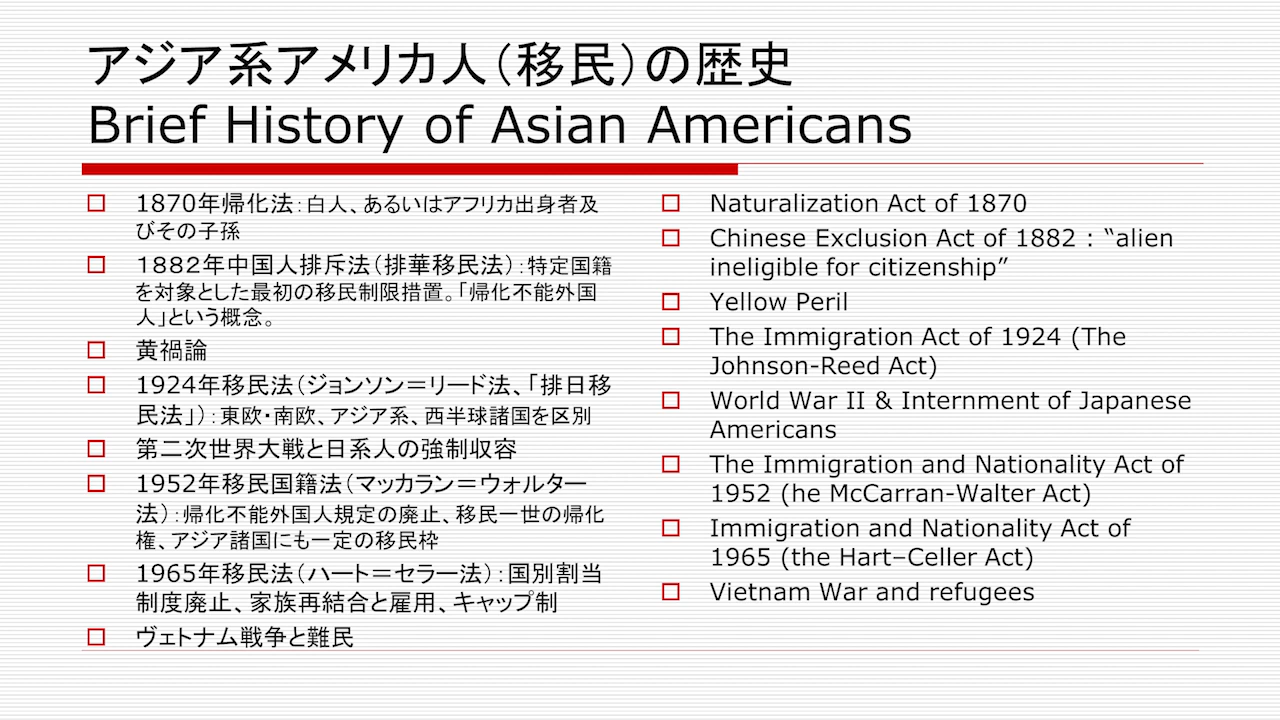 アジア系アメリカ人（移民）の歴史
Brief History of Asian Americans
1870年帰化法：白人、あるいはアフリカ出身者及
びその子孫
１８８２年中国人排斥法（排華移民法）：特定国籍
を対象とした最初の移民制限措置。「帰化不能外国
人」という概念。
黄禍論
1924年移民法（ジョンソン＝リード法、「排日移
民法」）：東欧・南欧、アジア系、西半球諸国を区別
第二次世界大戦と日系人の強制収容
1952年移民国籍法（マッカラン＝ウォルター
法）：帰化不能外国人規定の廃止、移民一世の帰化
権、アジア諸国にも一定の移民枠
1965年移民法（ハート＝セラー法）：国別割当
制度廃止、家族再結合と雇用、キャップ制
ヴェトナム戦争と難民
Naturalization Act of 1870
Chinese Exclusion Act of 1882 : “alien
ineligible for citizenship”
Yellow Peril
The Immigration Act of 1924 (The
Johnson-Reed Act)
World War II & Internment of Japanese
Americans
The Immigration and Nationality Act of
1952 (he McCarran-Walter Act)
Immigration and Nationality Act of
1965 (the Hart–Celler Act)
Vietnam War and refugees